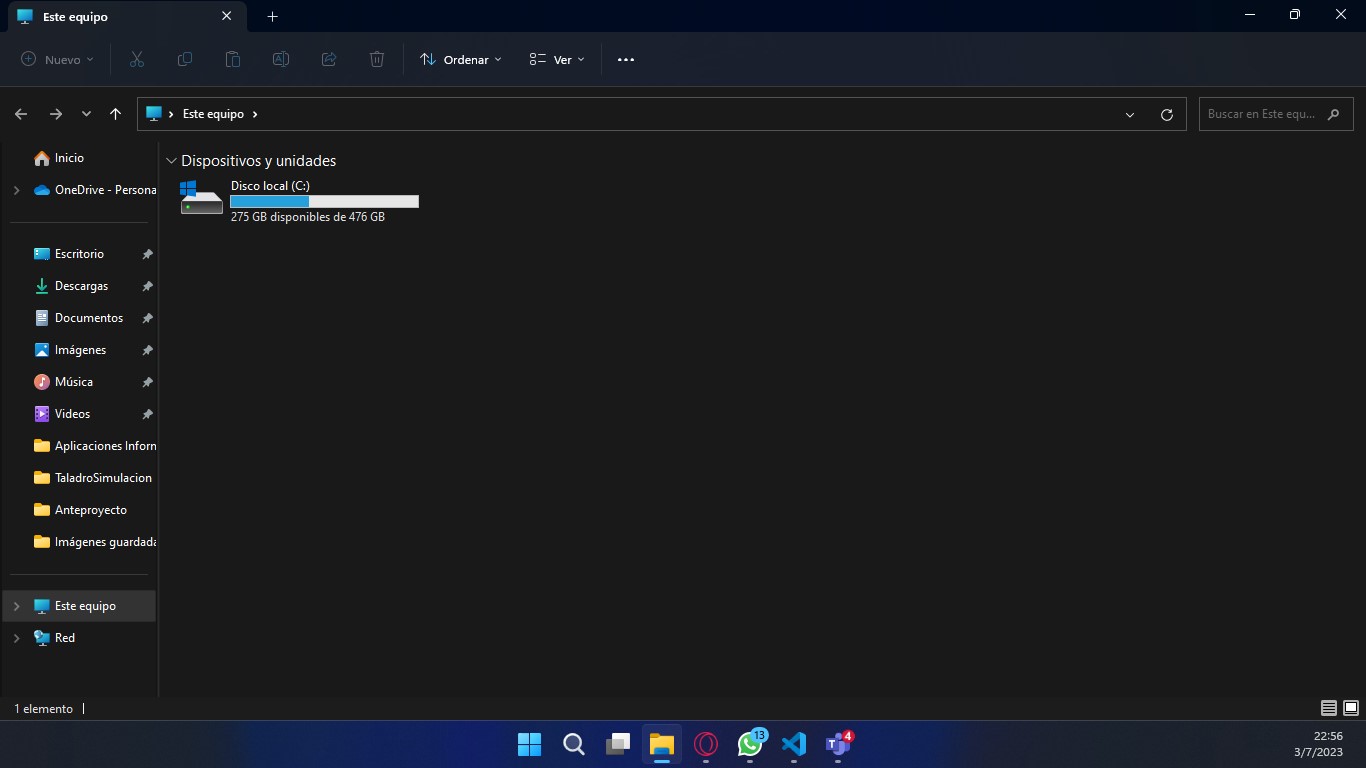 Este equipo
Nuevo
Ordenar
Ver
Este equipo
Buscar en Este equ...
Inicio
OneDrive - Persona
Escritorio
Descargas
Documentos
Imágenes
Música
Videos
Aplicaciones Inforn
TaladroSimulacion
Anteproyecto
Imágenes guardada
Este equipo
Red
Dispositivos y unidades
Disco local (C:)
275 GB disponibles de 476 GB
1 elemento
13
4
22:56
3/7/2023